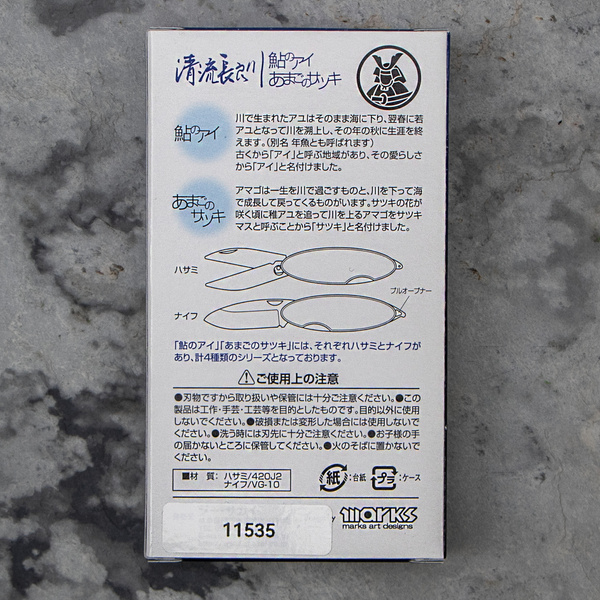 清流長良川
鮎のアイ
あまごのサツキ
鮎のアイ
川で生まれたアユはそのまま海に下り、翌春に若
アユとなって川を溯上し、その年の秋に生涯を終
えます。(別名 年魚とも呼ばれます)
古くから「アイ」と呼ぶ地域があり、その愛らしさ
から「アイ」と名付けました。
あまごの
サツキ
アマゴは一生を川で過ごすものと、川を下って海
で成長して戻ってくるものがいます。サツキの花が
咲く頃に稚アユを追って川を上るアマゴをサツキ
マスと呼ぶことから「サツキ」と名付けました。
ハサミ
プルオープナー
ナイフ
「鮎のアイ」「あまごのサツキ」には、それぞれハサミとナイフが
あり、計4種類のシリーズとなっております。
ご使用上の注意
●刃物ですから取り扱いや保管には十分ご注意ください。●この
製品は工作・手芸・工芸等を目的としたものです。目的以外に使用
しないでください。●破損または変形した場合には使用しないで
ください。●洗う時には刃先に十分ご注意ください。●お子様の手
の届かないところに保管してください。●火のそばに置かないで
ください。
■材 質: ハサミ/420J2
ナイフ/VG-10
紙:台紙 プラ:ケース
11535
by marks
marks art designs